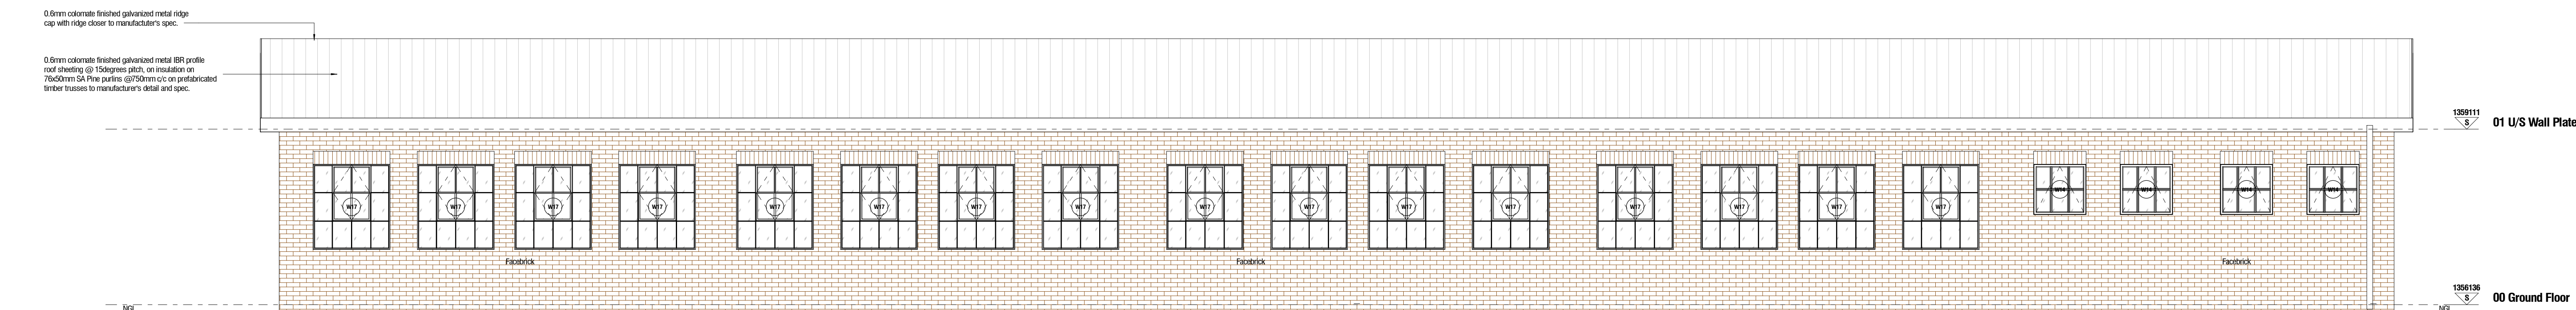 0.6mm colomate finished galvanized metal ridge
cap with ridge closer to manufactuter's spec.
0.6mm colomate finished galvanized metal IBR profile
roof sheeting @ 15degrees pitch, on insulation on
76x50mm SA Pine purlins @750mm c/c on prefabricated
timber trusses to manufacturer's detail and spec.
1359111
S
01 U/S Wall Plate
W17 W17 W17 W17 W17 W17 W17 W17 W17 W17 W17 W17 W17 W17 W17 W17 W14 W14 W14 W14
Facebrick Facebrick Facebrick
1356136
S
00 Ground Floor
NGL NGL